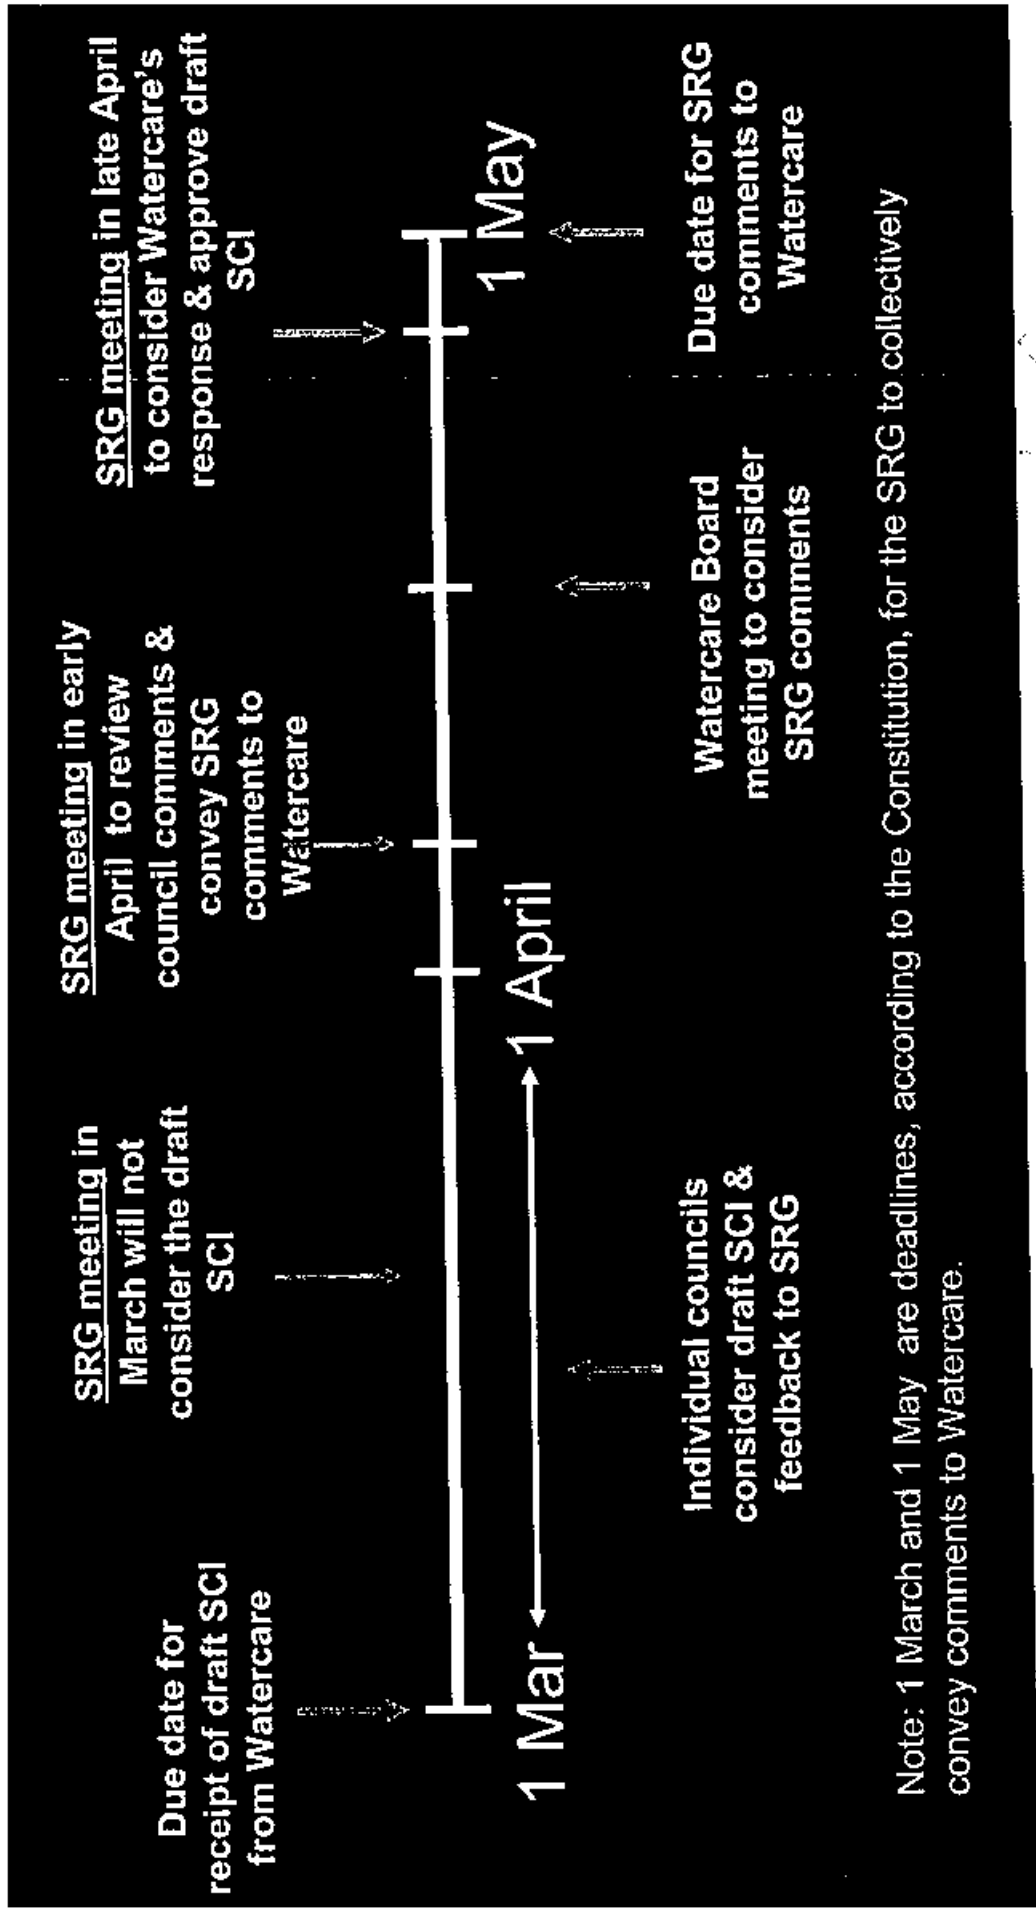 Due date for
receipt of draft SCI
from Watercare
SRG meeting in
March will not
consider the draft
SCI
SRG meeting in early
April to review
council comments &
convey SRG
comments to
Watercare
SRG meeting in late April
to consider Watercare's
response & approve draft
SCI
1 Mar
1 April
1 May
Individual councils
consider draft SCI &
feedback to SRG
Watercare Board
meeting to consider
SRG comments
Due date for SRG
comments to
Watercare
Note: 1 March and 1 May are deadlines, according to the Constitution, for the SRG to collectively
convey comments to Watercare.